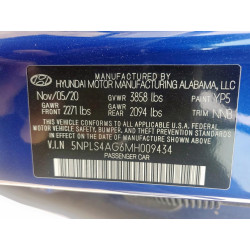 HYUNDAI MOTOR MANUFACTURING ALABAMA, LLC
Nov/05/20 GVWR 3858 lbs PAINT YP5
GAWR GAWR
FRONT 2271 lbs REAR 2094 lbs TRIM NNB
THIS VEHICLE CONFORMS TO ALL APPLICABLE
U.S. FEDERAL MOTOR VEHICLE SAFETY, BUMPER,
AND THEFT PREVENTION STANDARDS IN EFFECT
ON THE DATE OF MANUFACTURE SHOWN ABOVE.
V.I.N 5NPLS4AG6MH009434
PASSENGER CAR